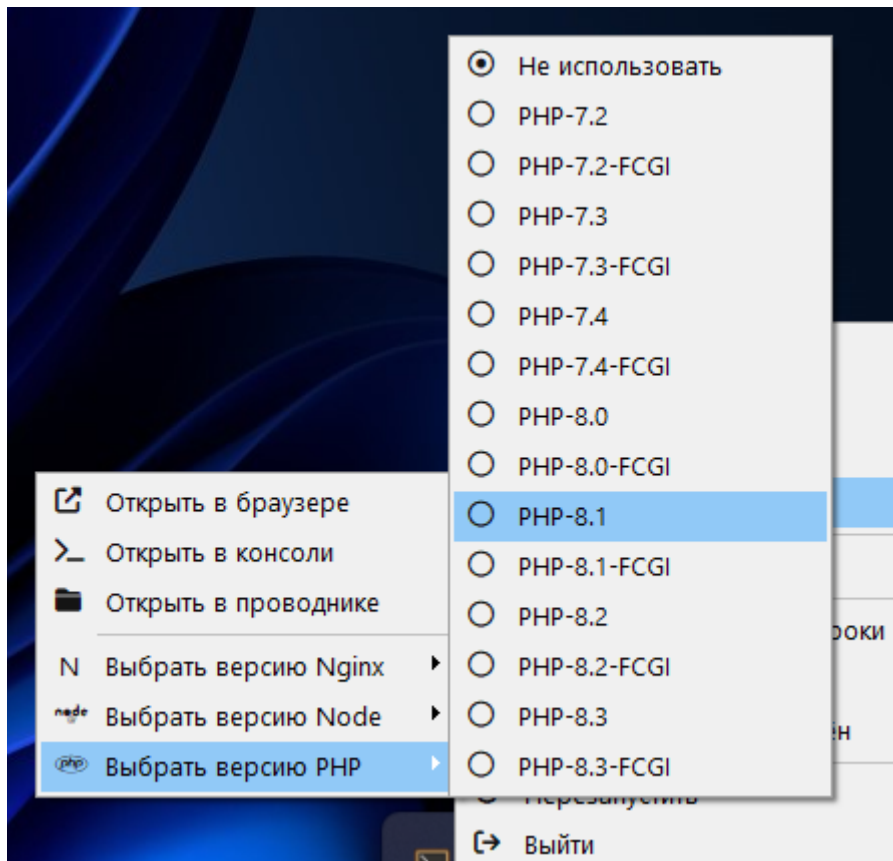 Не использовать
PHP-7.2
PHP-7.2-FCGI
PHP-7.3
PHP-7.3-FCGI
PHP-7.4
PHP-7.4-FCGI
PHP-8.0
PHP-8.0-FCGI
PHP-8.1
PHP-8.1-FCGI
PHP-8.2
PHP-8.2-FCGI
PHP-8.3
PHP-8.3-FCGI
Открыть в браузере
Открыть в консоли
Открыть в проводнике
N Выбрать версию Nginx
node Выбрать версию Node
php Выбрать версию PHP
роки
ён
Перезапустить
Выйти